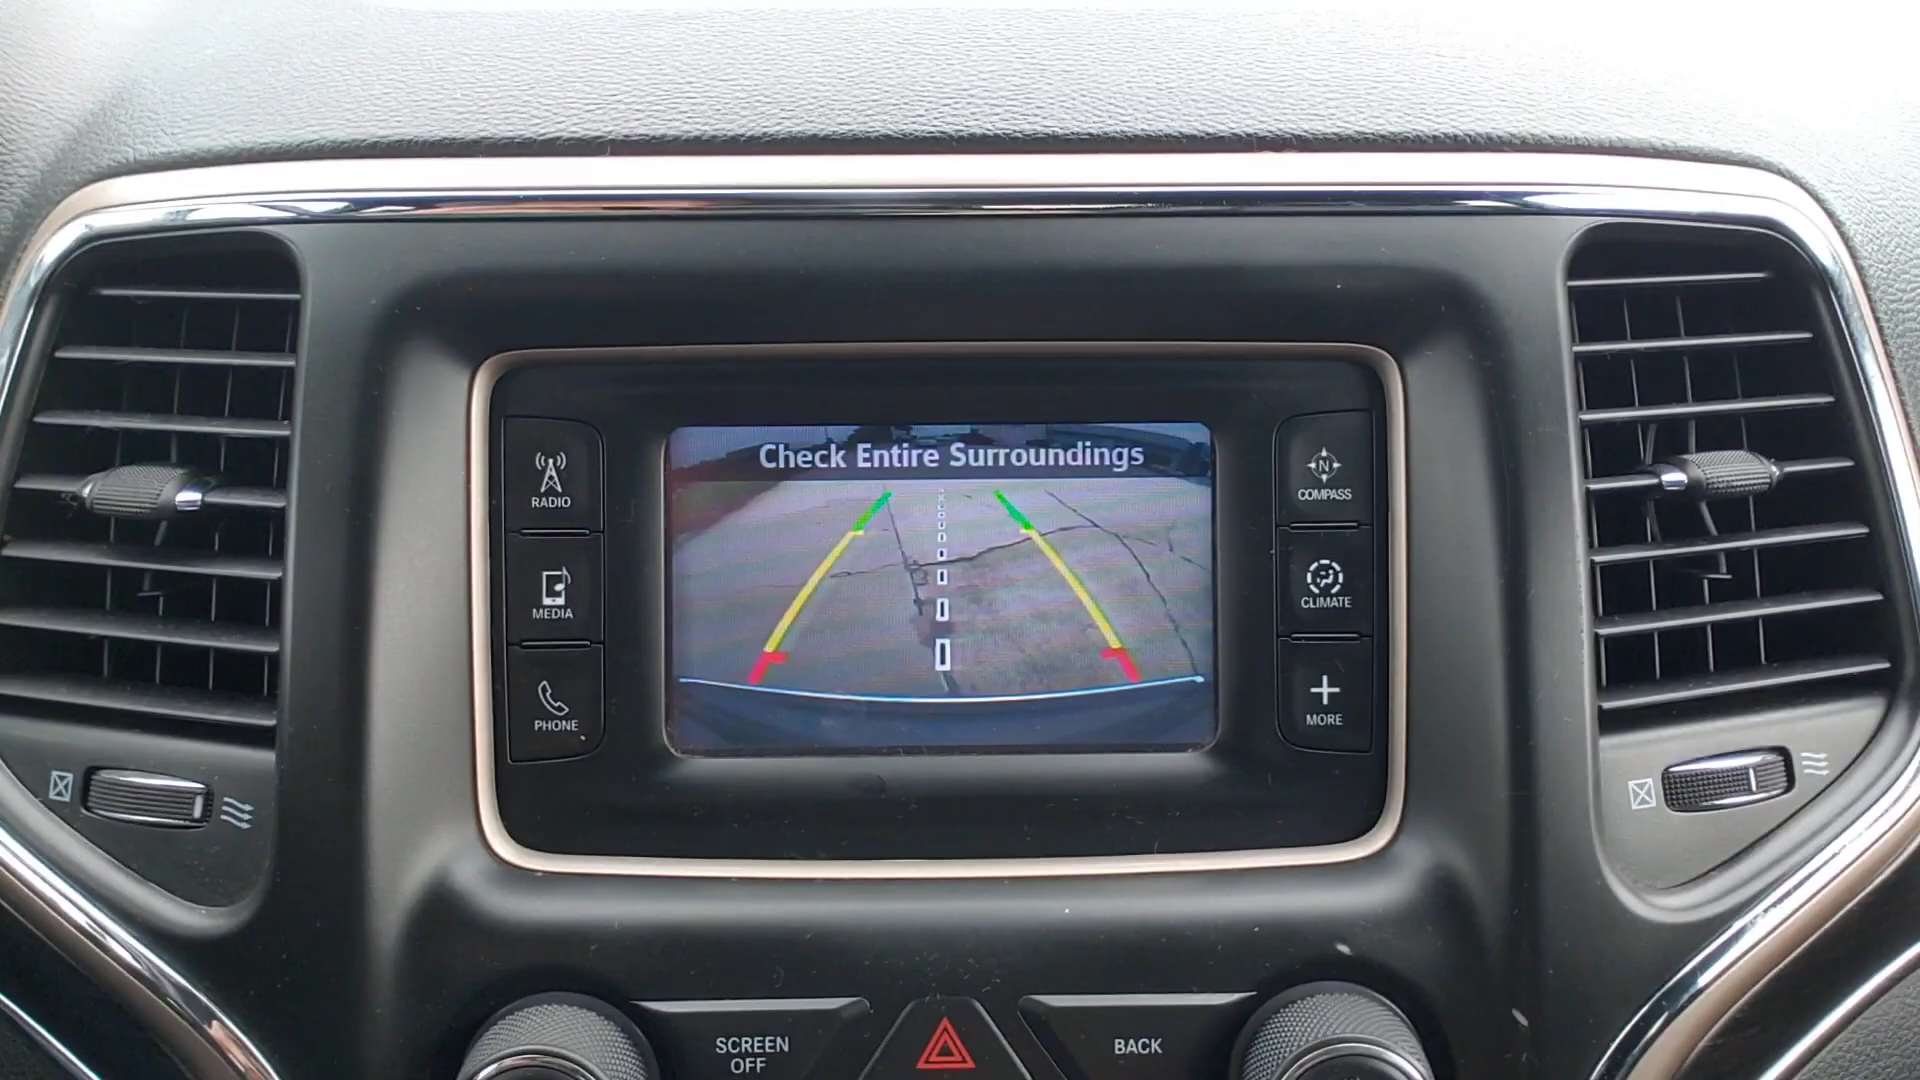 Check Entire Surroundings
RADIO
MEDIA
PHONE
N
COMPASS
CLIMATE
MORE
SCREEN
OFF
BACK